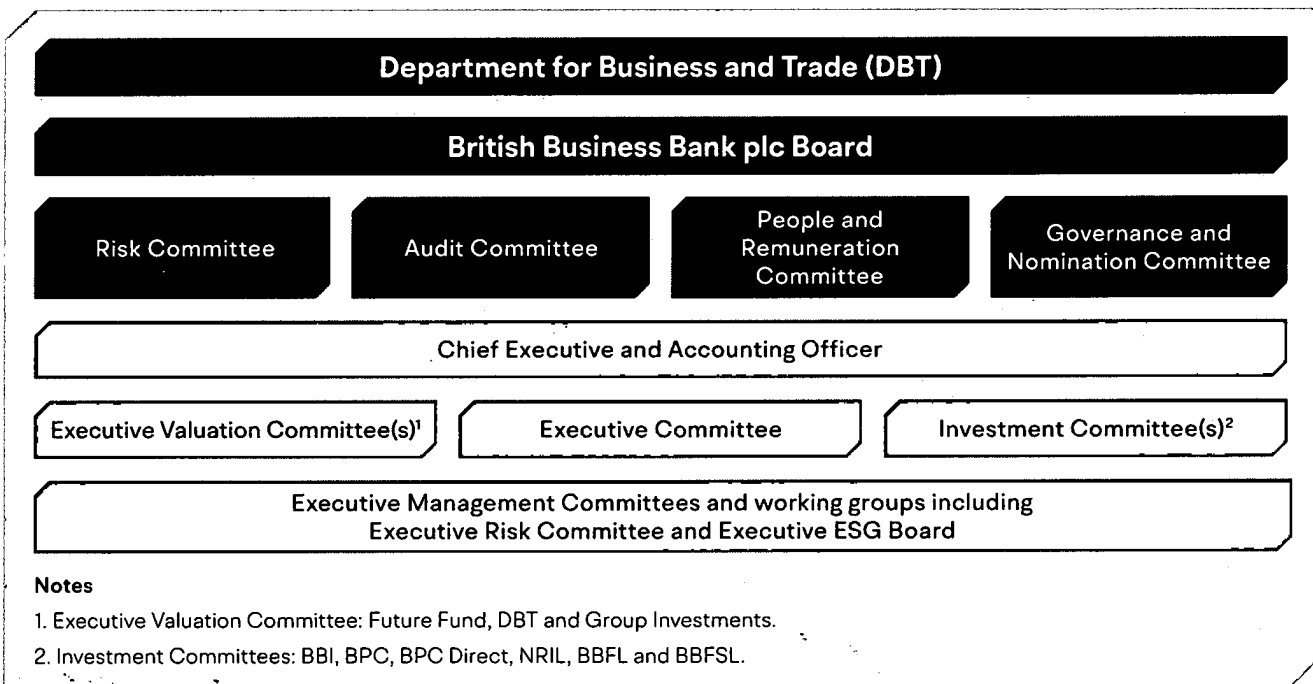 Department for Business and Trade (DBT)
British Business Bank plc Board
Risk Committee
Audit Committee
People and
Remuneration
Committee
Governance and
Nomination Committee
Chief Executive and Accounting Officer
Executive Valuation Committee(s)¹
Executive Committee
Investment Committee(s)²
Executive Management Committees and working groups including
Executive Risk Committee and Executive ESG Board
Notes
1. Executive Valuation Committee: Future Fund, DBT and Group Investments.
2. Investment Committees: BBI, BPC, BPC Direct, NRIL, BBFL and BBFSL.